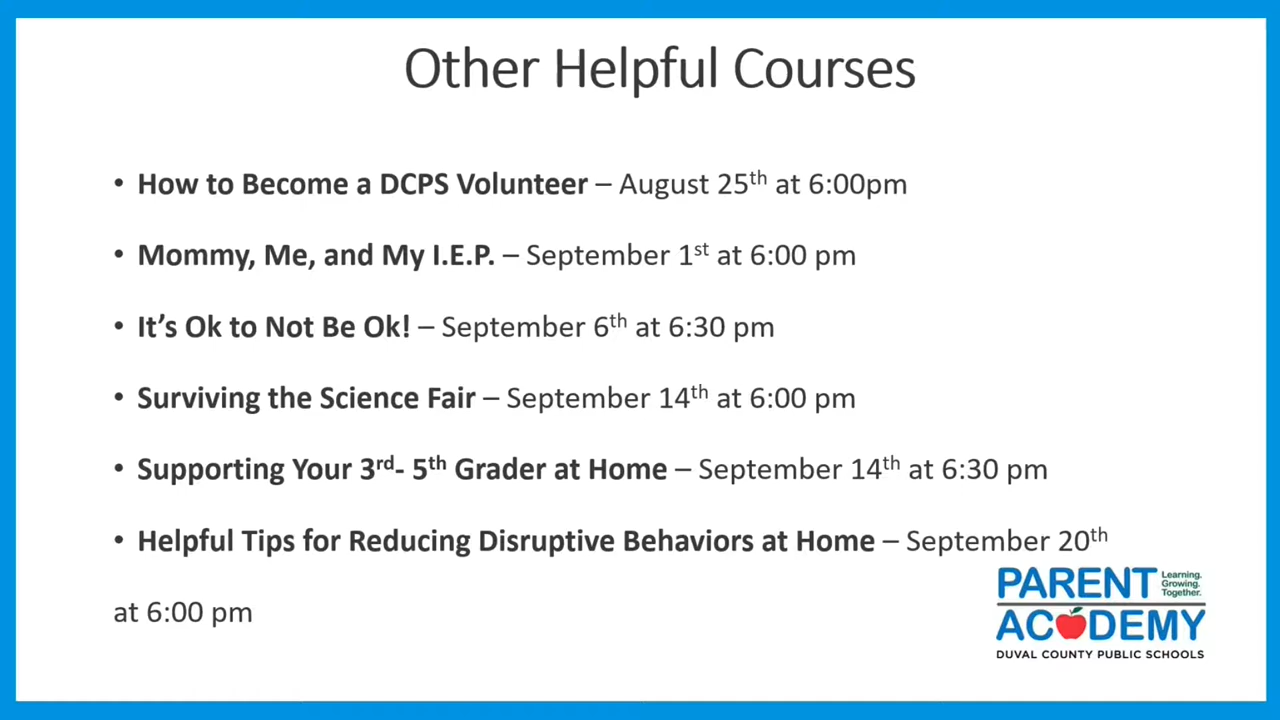 Other Helpful Courses
• How to Become a DCPS Volunteer – August 25th at 6:00pm
• Mommy, Me, and My I.E.P. – September 1st at 6:00 pm
• It's Ok to Not Be Ok! – September 6th at 6:30 pm
• Surviving the Science Fair – September 14th at 6:00 pm
• Supporting Your 3rd- 5th Grader at Home – September 14th at 6:30 pm
• Helpful Tips for Reducing Disruptive Behaviors at Home – September 20th
at 6:00 pm
PARENT
Learning.
Growing.
Together.
ACADEMY
DUVAL COUNTY PUBLIC SCHOOLS